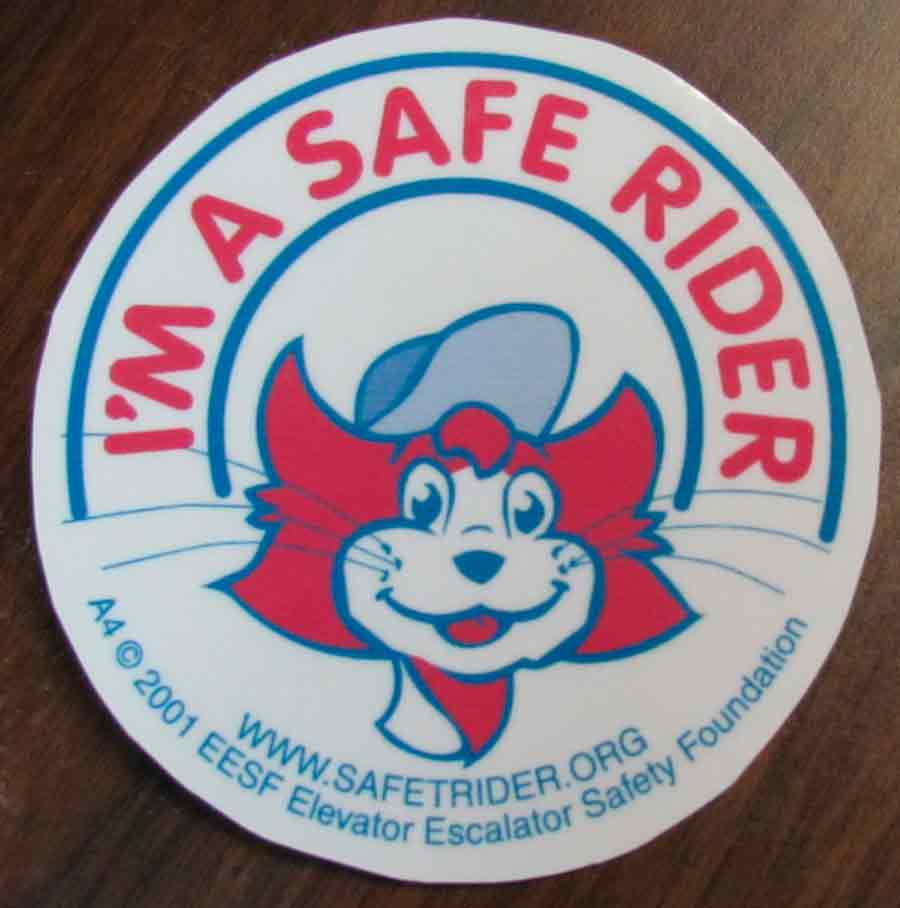 I'M A SAFE RIDER
WWW.SAFETRIDER.ORG
A4 © 2001 EESF Elevator Escalator Safety Foundation